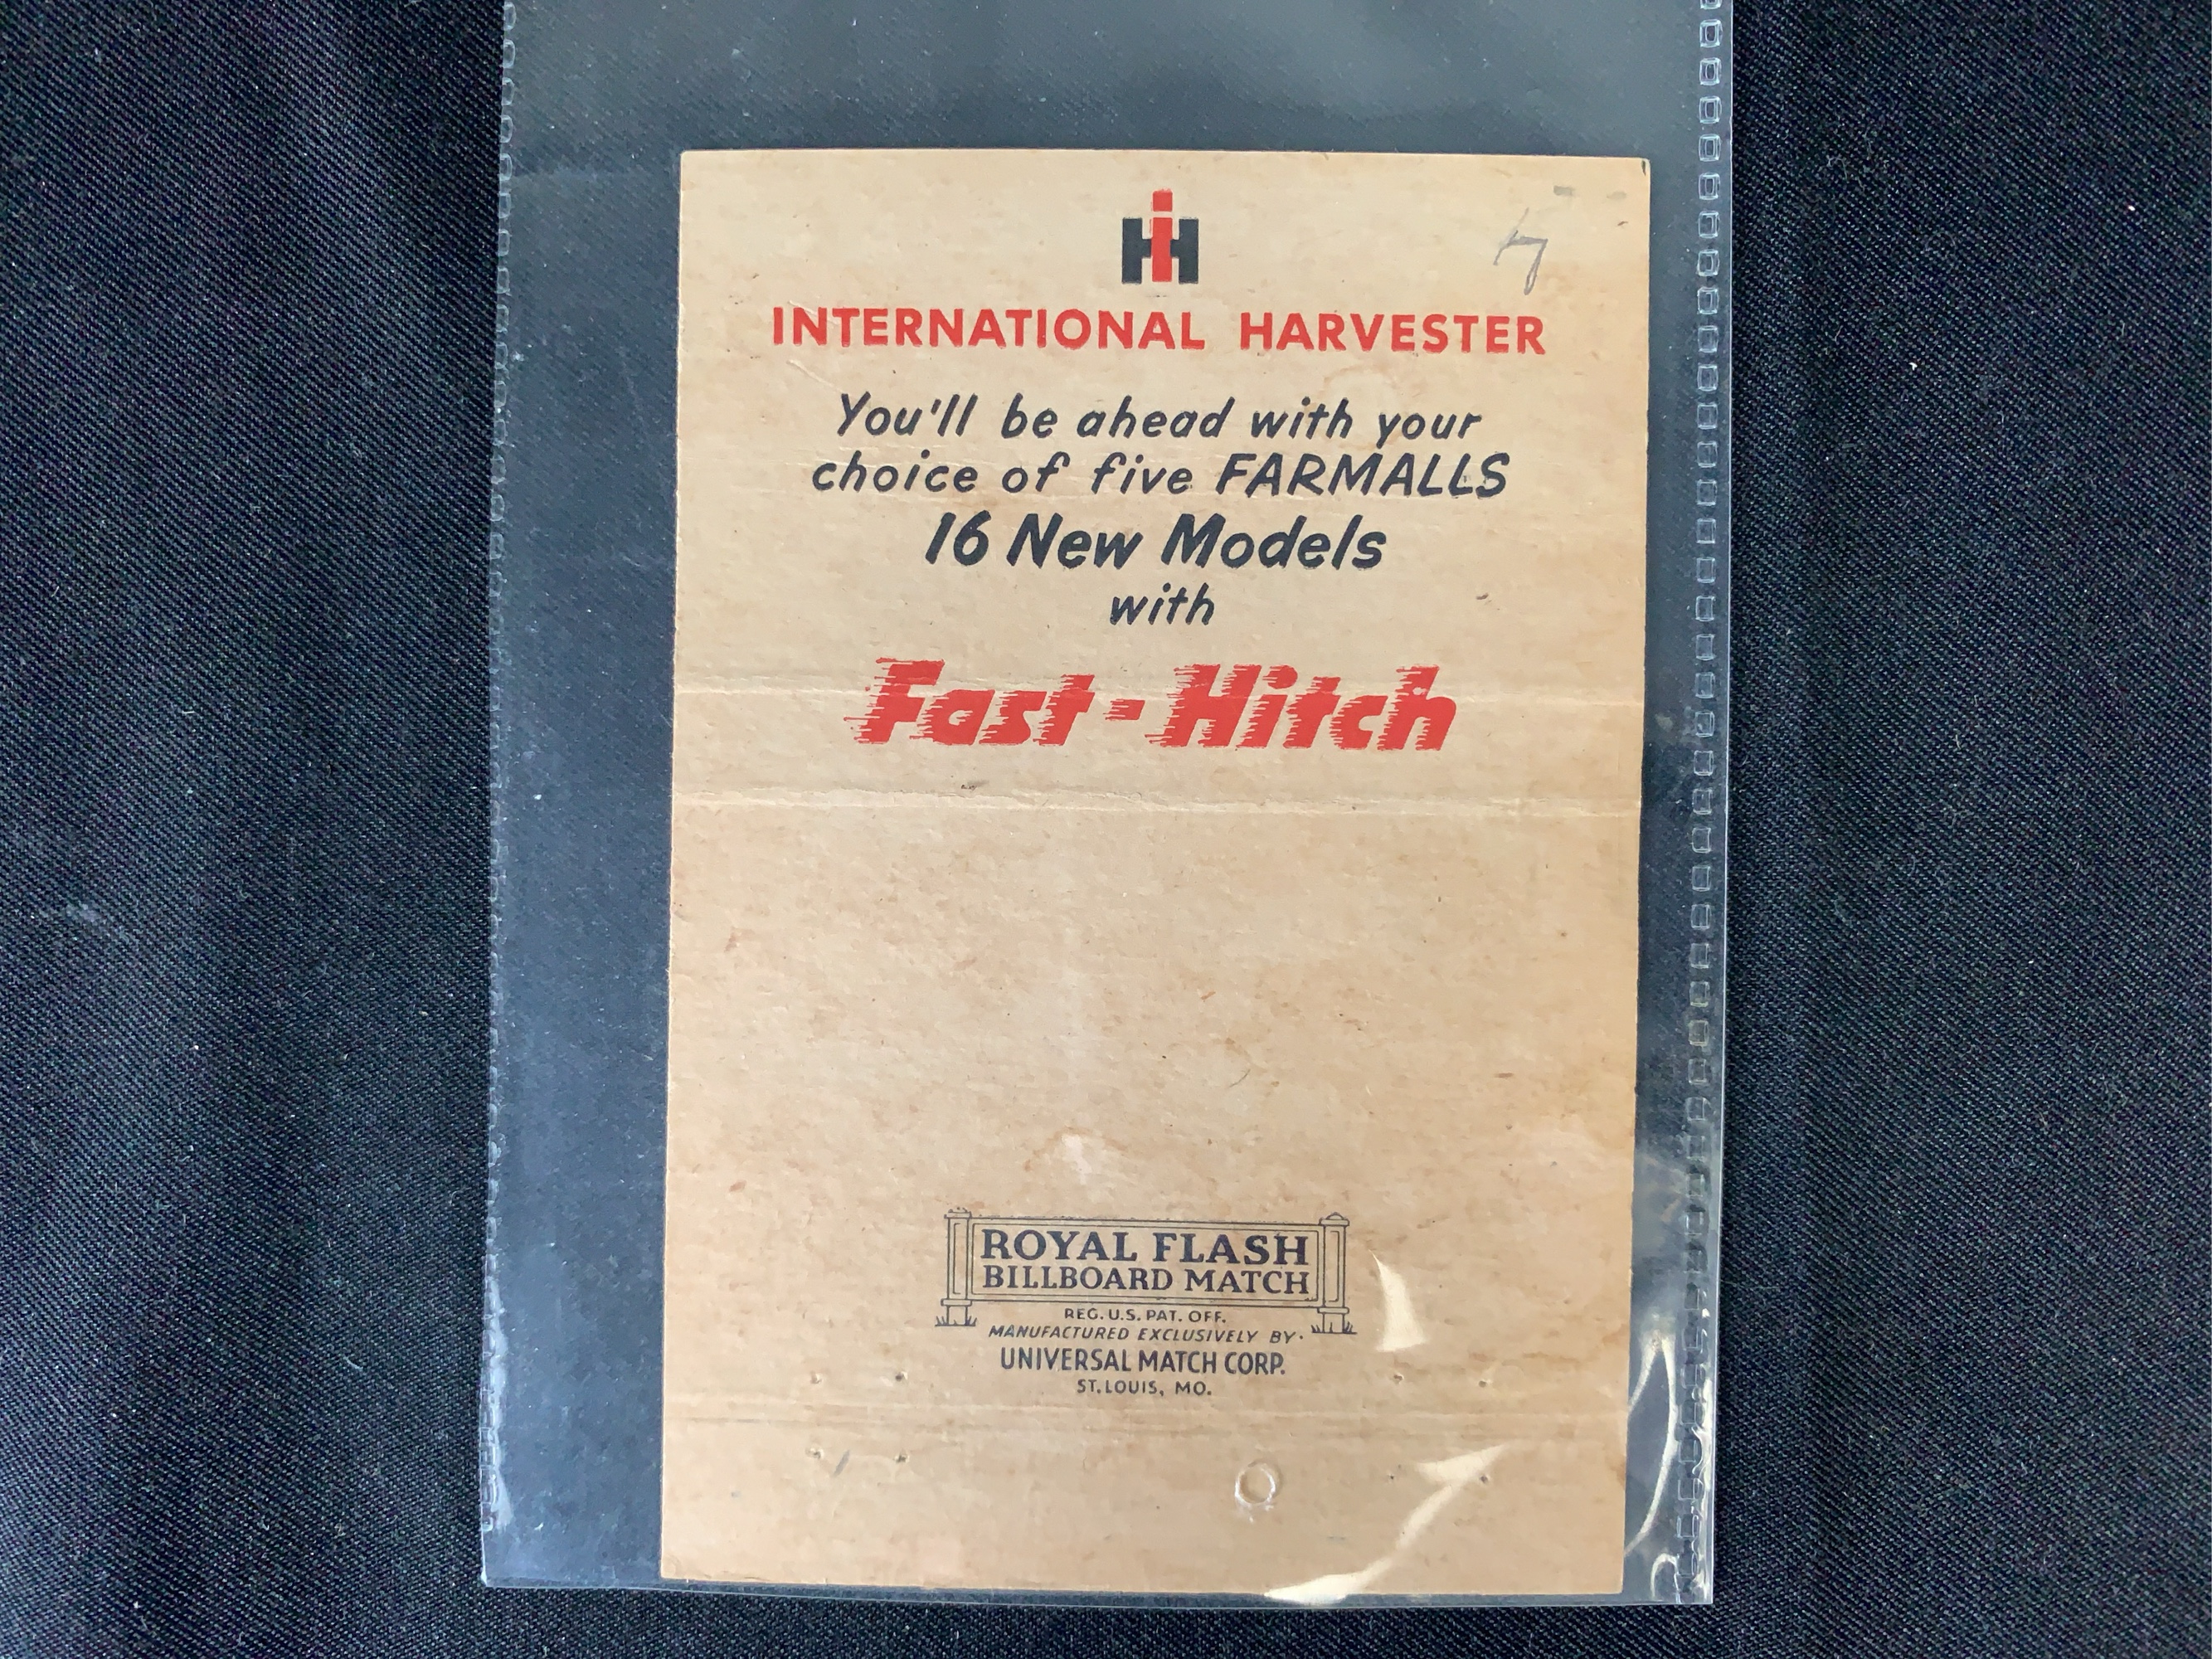 IH
INTERNATIONAL HARVESTER
You'll be ahead with your
choice of five FARMALLS
16 New Models
with
Fast-Hitch
ROYAL FLASH
BILLBOARD MATCH
REG. U.S. PAT. OFF.
MANUFACTURED EXCLUSIVELY BY.
UNIVERSAL MATCH CORP.
ST. LOUIS, MO.